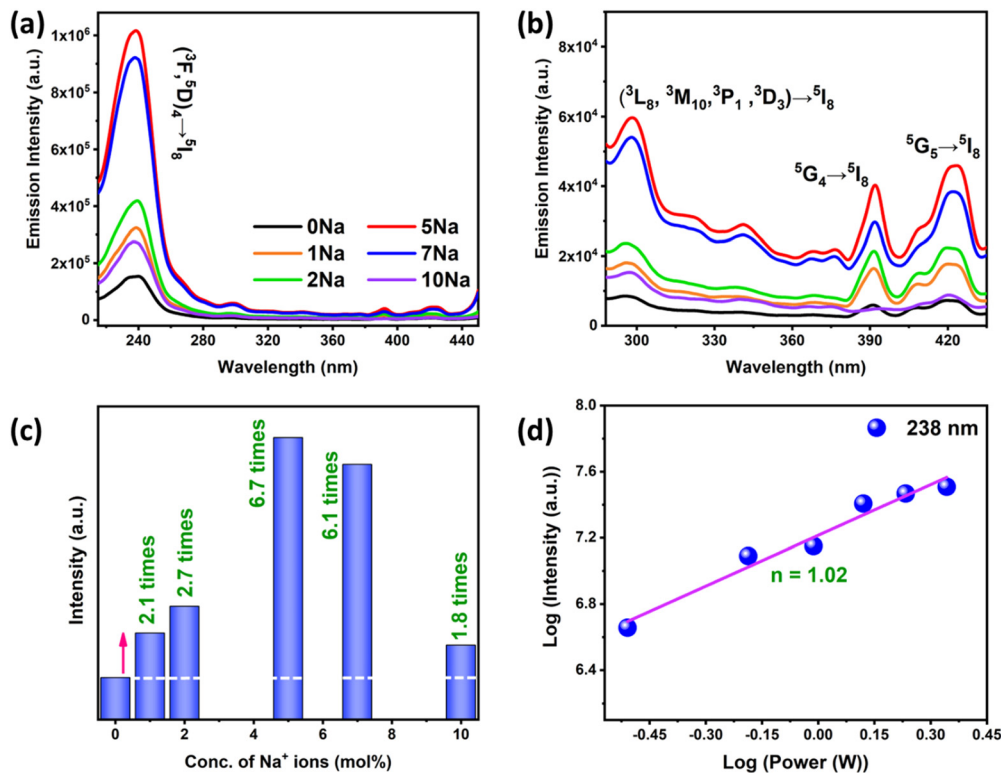 (a)
Emission Intensity (a.u.)
1x10⁶
8x10⁵
6x10⁵
4x10⁵
2x10⁵
0
(³F, ⁵D)₄→⁵I₈
0Na 5Na
1Na 7Na
2Na 10Na
240 280 320 360 400 440
Wavelength (nm)
(b)
Emission Intensity (a.u.)
8x10⁴
6x10⁴
4x10⁴
2x10⁴
0
(³L₈, ³M₁₀,³P₁ ,³D₃)→⁵I₈
⁵G₄→⁵I₈
⁵G₅→⁵I₈
300 330 360 390 420
Wavelength (nm)
(c)
Intensity (a.u.)
2.1 times
2.7 times
6.7 times
6.1 times
1.8 times
0 2 4 6 8 10
Conc. of Na⁺ ions (mol%)
(d)
Log (Intensity (a.u.))
8.0
7.6
7.2
6.8
6.4
238 nm
n = 1.02
-0.45 -0.30 -0.15 0.00 0.15 0.30 0.45
Log (Power (W))